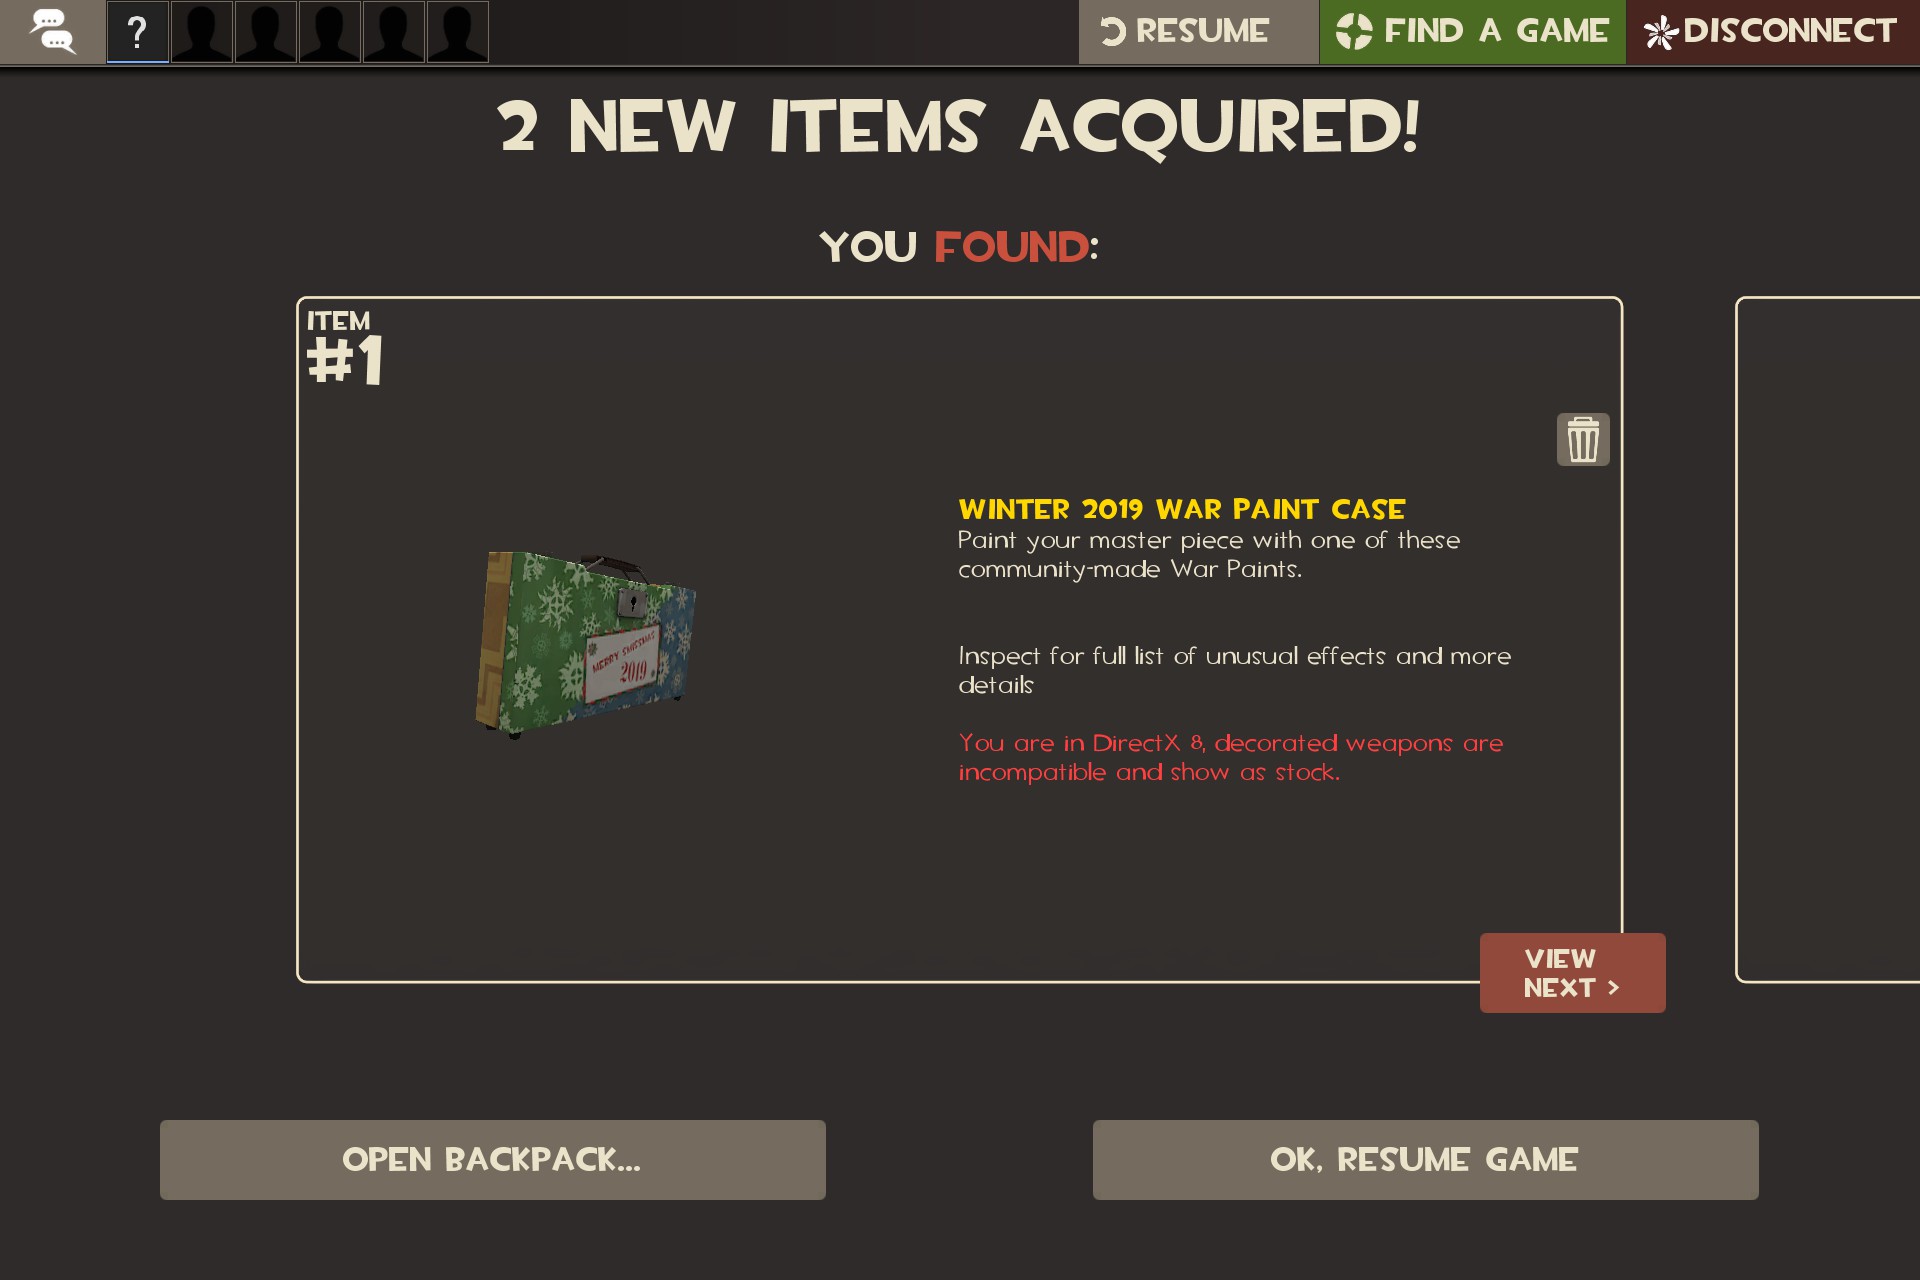 ?
RESUME
FIND A GAME
DISCONNECT
2 NEW ITEMS ACQUIRED!
YOU FOUND:
ITEM
#1
WINTER 2019 WAR PAINT CASE
Paint your master piece with one of these
community-made War Paints.
MERRY SMISSMAS
2019
Inspect for full list of unusual effects and more
details
You are in DirectX 8, decorated weapons are
incompatible and show as stock.
VIEW
NEXT >
OPEN BACKPACK...
OK, RESUME GAME